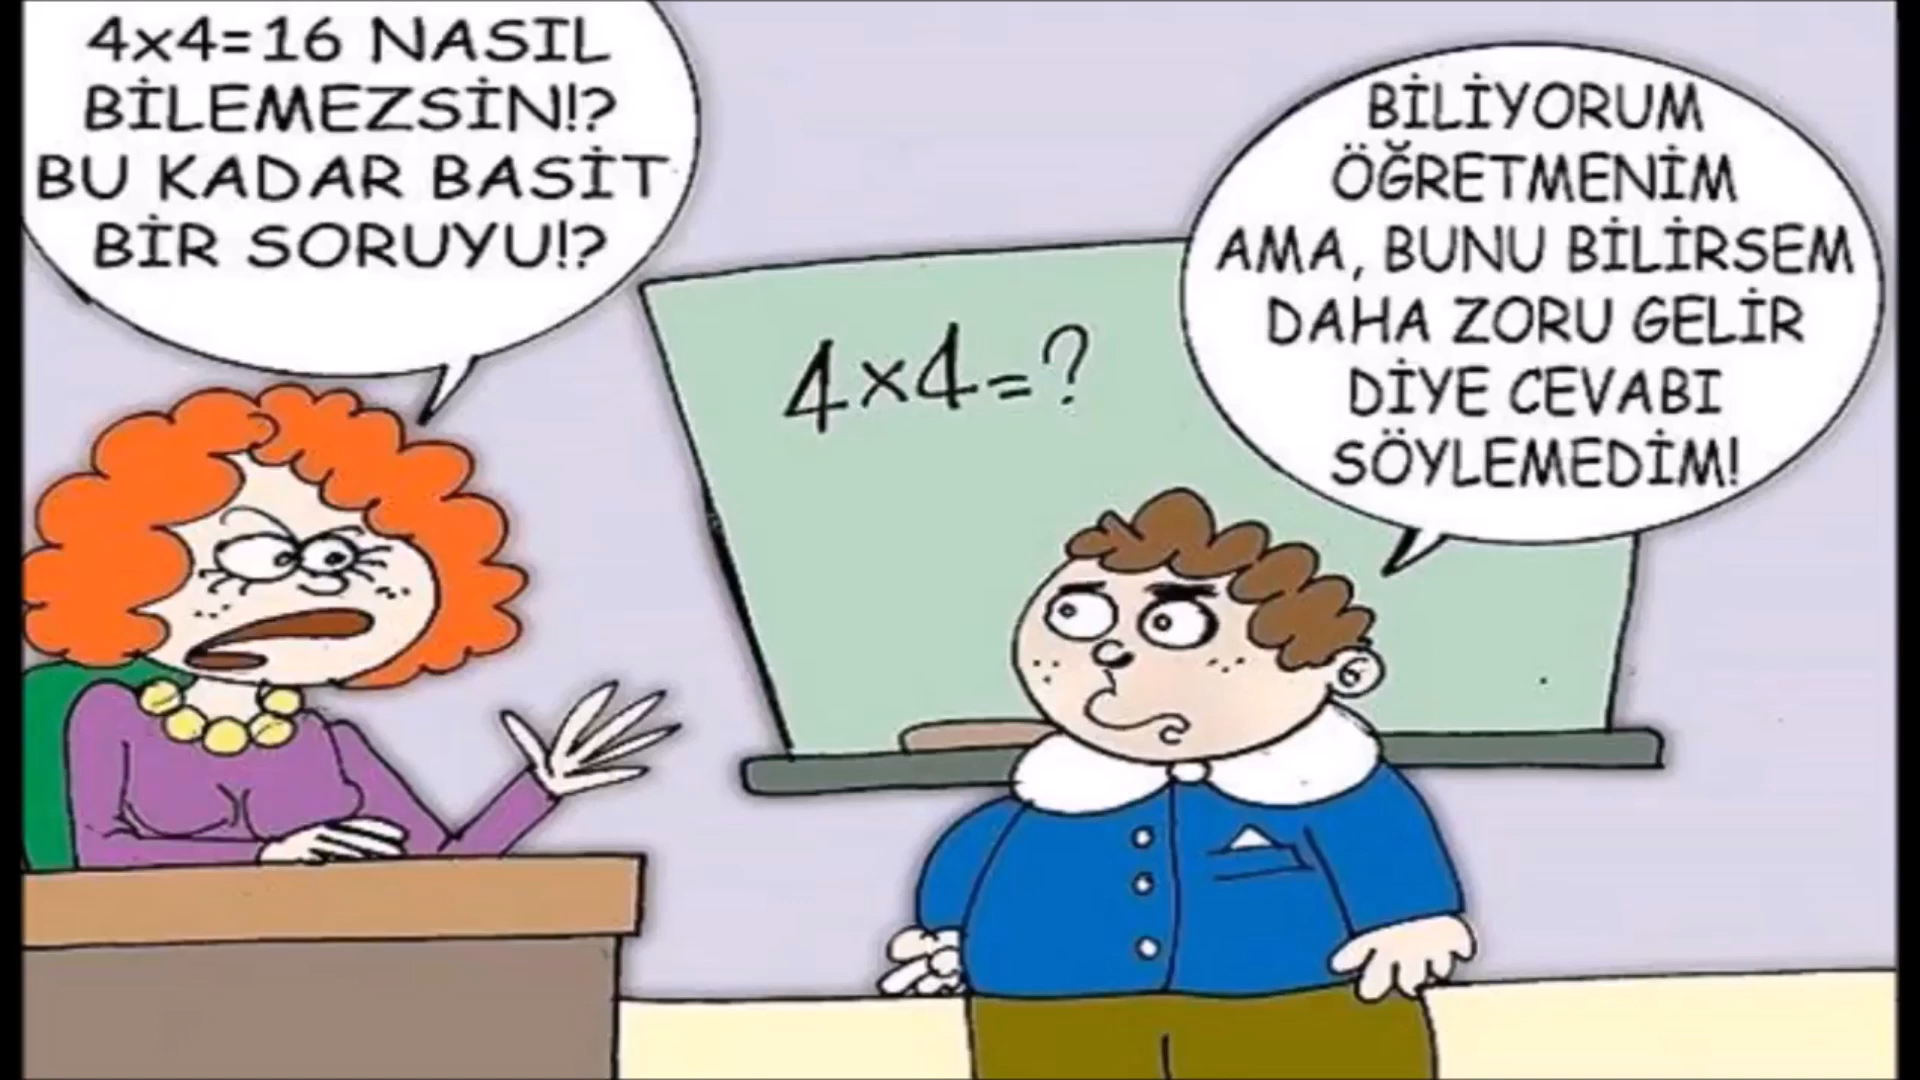 4x4=16 NASIL
BİLEMEZSİN!?
BU KADAR BASİT
BİR SORUYU!?
BİLİYORUM
ÖĞRETMENİM
AMA, BUNU BİLİRSEM
DAHA ZORU GELİR
DİYE CEVABI
SÖYLEMEDİM!
4x4=?